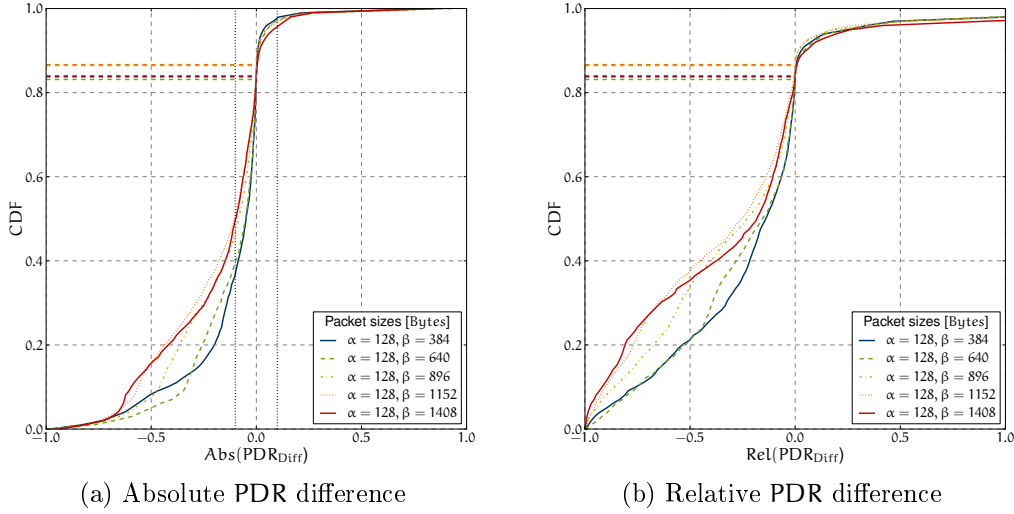 1.0
0.8
0.6
0.4
0.2
0.0
CDF
−1.0
−0.5
0.0
0.5
1.0
Abs(PDR_Diff)
Packet sizes [Bytes]
α = 128, β = 384
α = 128, β = 640
α = 128, β = 896
α = 128, β = 1152
α = 128, β = 1408
(a) Absolute PDR difference
1.0
0.8
0.6
0.4
0.2
0.0
CDF
−1.0
−0.5
0.0
0.5
1.0
Rel(PDR_Diff)
Packet sizes [Bytes]
α = 128, β = 384
α = 128, β = 640
α = 128, β = 896
α = 128, β = 1152
α = 128, β = 1408
(b) Relative PDR difference